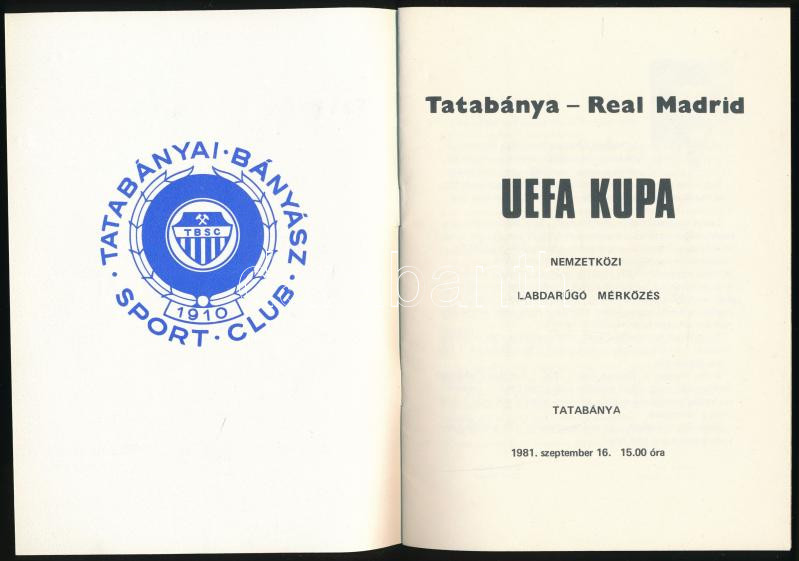 TATABÁNYAI · BÁNYÁSZ · SPORT · CLUB ·
TBSC
1910
Tatabánya – Real Madrid
UEFA KUPA
NEMZETKÖZI
LABDARÚGÓ MÉRKŐZÉS
TATABÁNYA
1981. szeptember 16. 15.00 óra